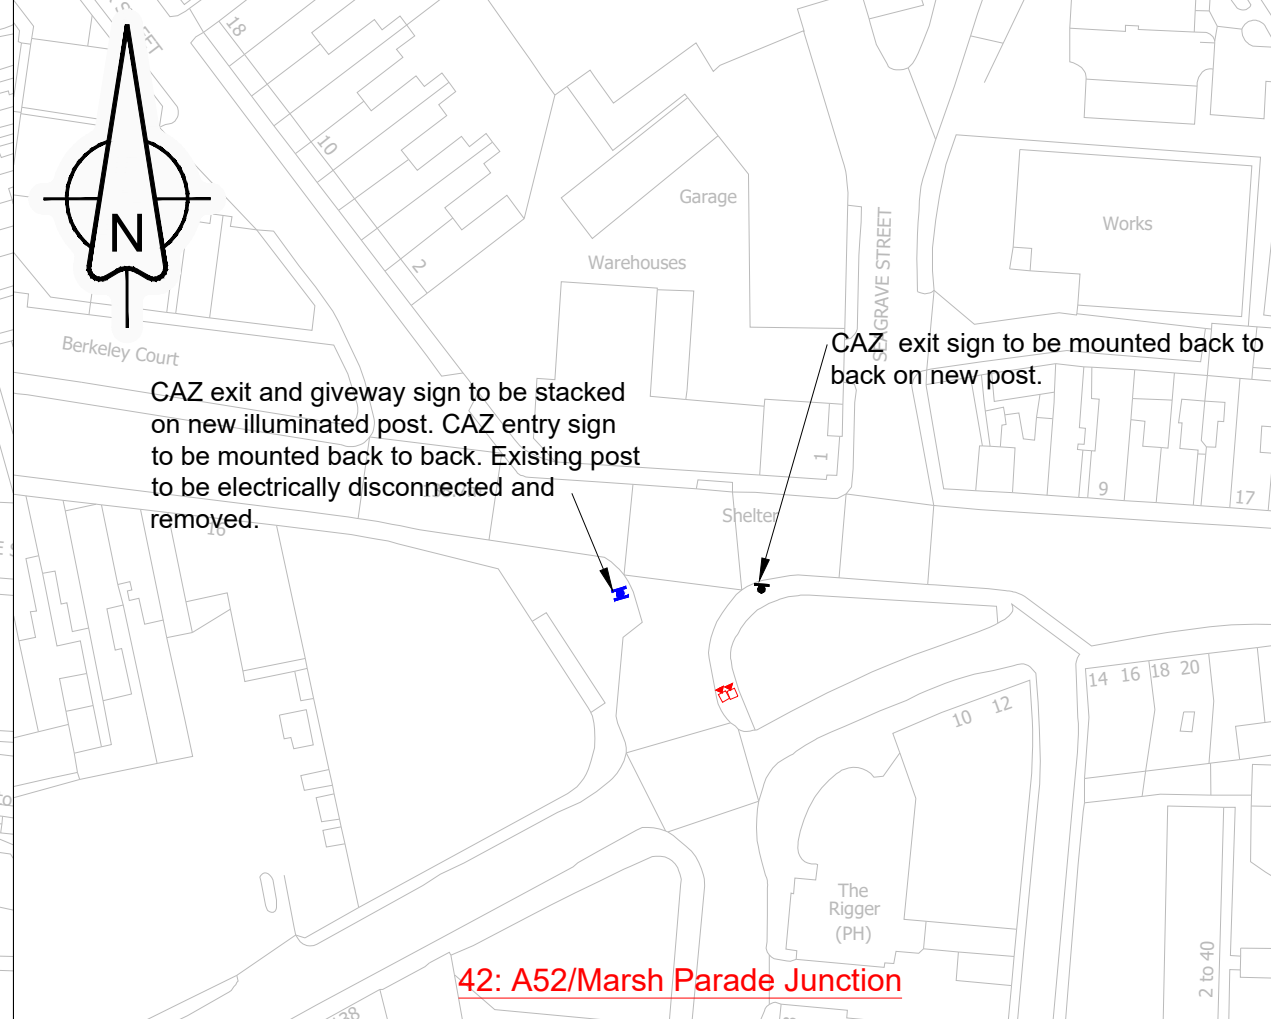 18
10
2
N
Garage
Warehouses
SEAGRAVE STREET
Works
Berkeley Court
CAZ exit sign to be mounted back to
back on new post.
CAZ exit and giveway sign to be stacked
on new illuminated post. CAZ entry sign
to be mounted back to back. Existing post
to be electrically disconnected and
removed.
1
9
17
16
Shelter
14 16 18 20
10 12
The
Rigger
(PH)
2 to 40
42: A52/Marsh Parade Junction
38